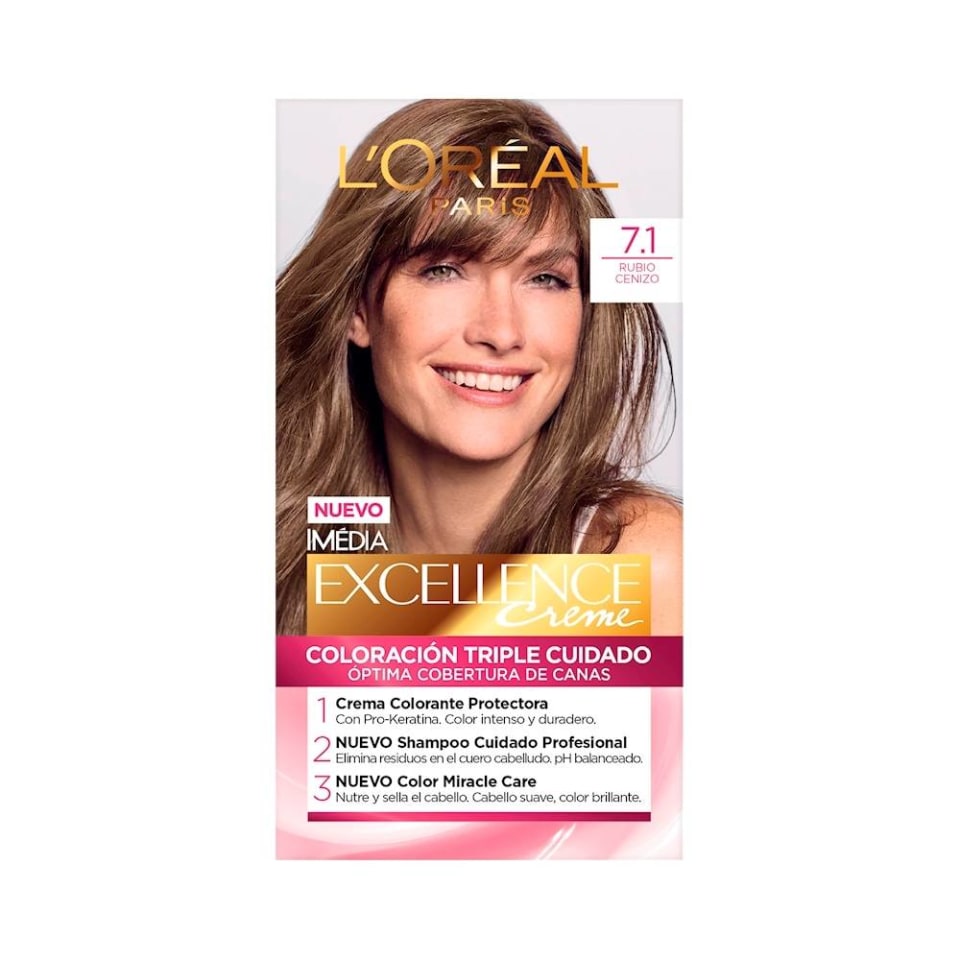 L'ORÉAL
PARIS
7.1
RUBIO
CENIZO
NUEVO
IMÉDIA
EXCELLENCE
Creme
COLORACIÓN TRIPLE CUIDADO
ÓPTIMA COBERTURA DE CANAS
1 Crema Colorante Protectora
Con Pro-Keratina. Color intenso y duradero.
2 NUEVO Shampoo Cuidado Profesional
Elimina residuos en el cuero cabelludo. pH balanceado.
3 NUEVO Color Miracle Care
Nutre y sella el cabello. Cabello suave, color brillante.